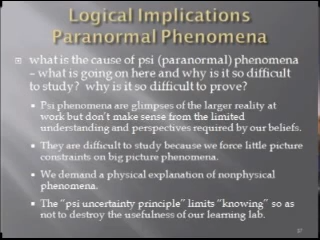 Logical Implications
Paranormal Phenomena
what is the cause of psi (paranormal) phenomena
– what is going on here and why is it so difficult
to study? why is it so difficult to prove?
Psi phenomena are glimpses of the larger reality at
work but don't make sense from the limited
understanding and perspectives required by our beliefs.
They are difficult to study because we force little picture
constraints on big picture phenomena.
We demand a physical explanation of nonphysical
phenomena.
The "psi uncertainty principle" limits "knowing" so as
not to destroy the usefulness of our learning lab.